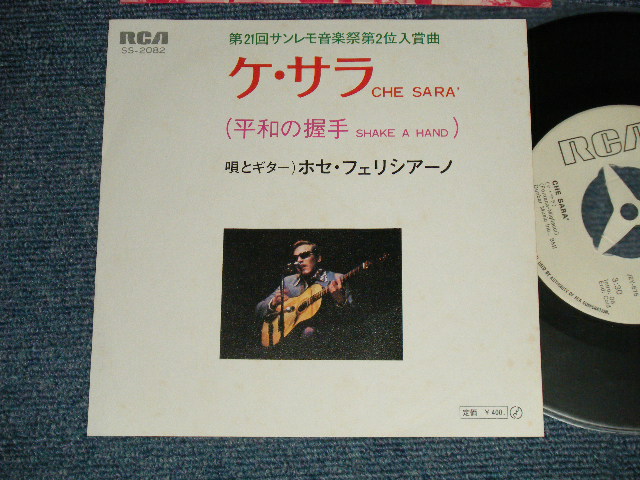 RCA
SS-2082
第21回サンレモ音楽祭第2位入賞曲
ケ・サラ CHE SARA'
(平和の握手 SHAKE A HAND)
唄とギター)ホセ・フェリシアーノ
定価 ¥400.
RCA
CHE SARA'
3:30